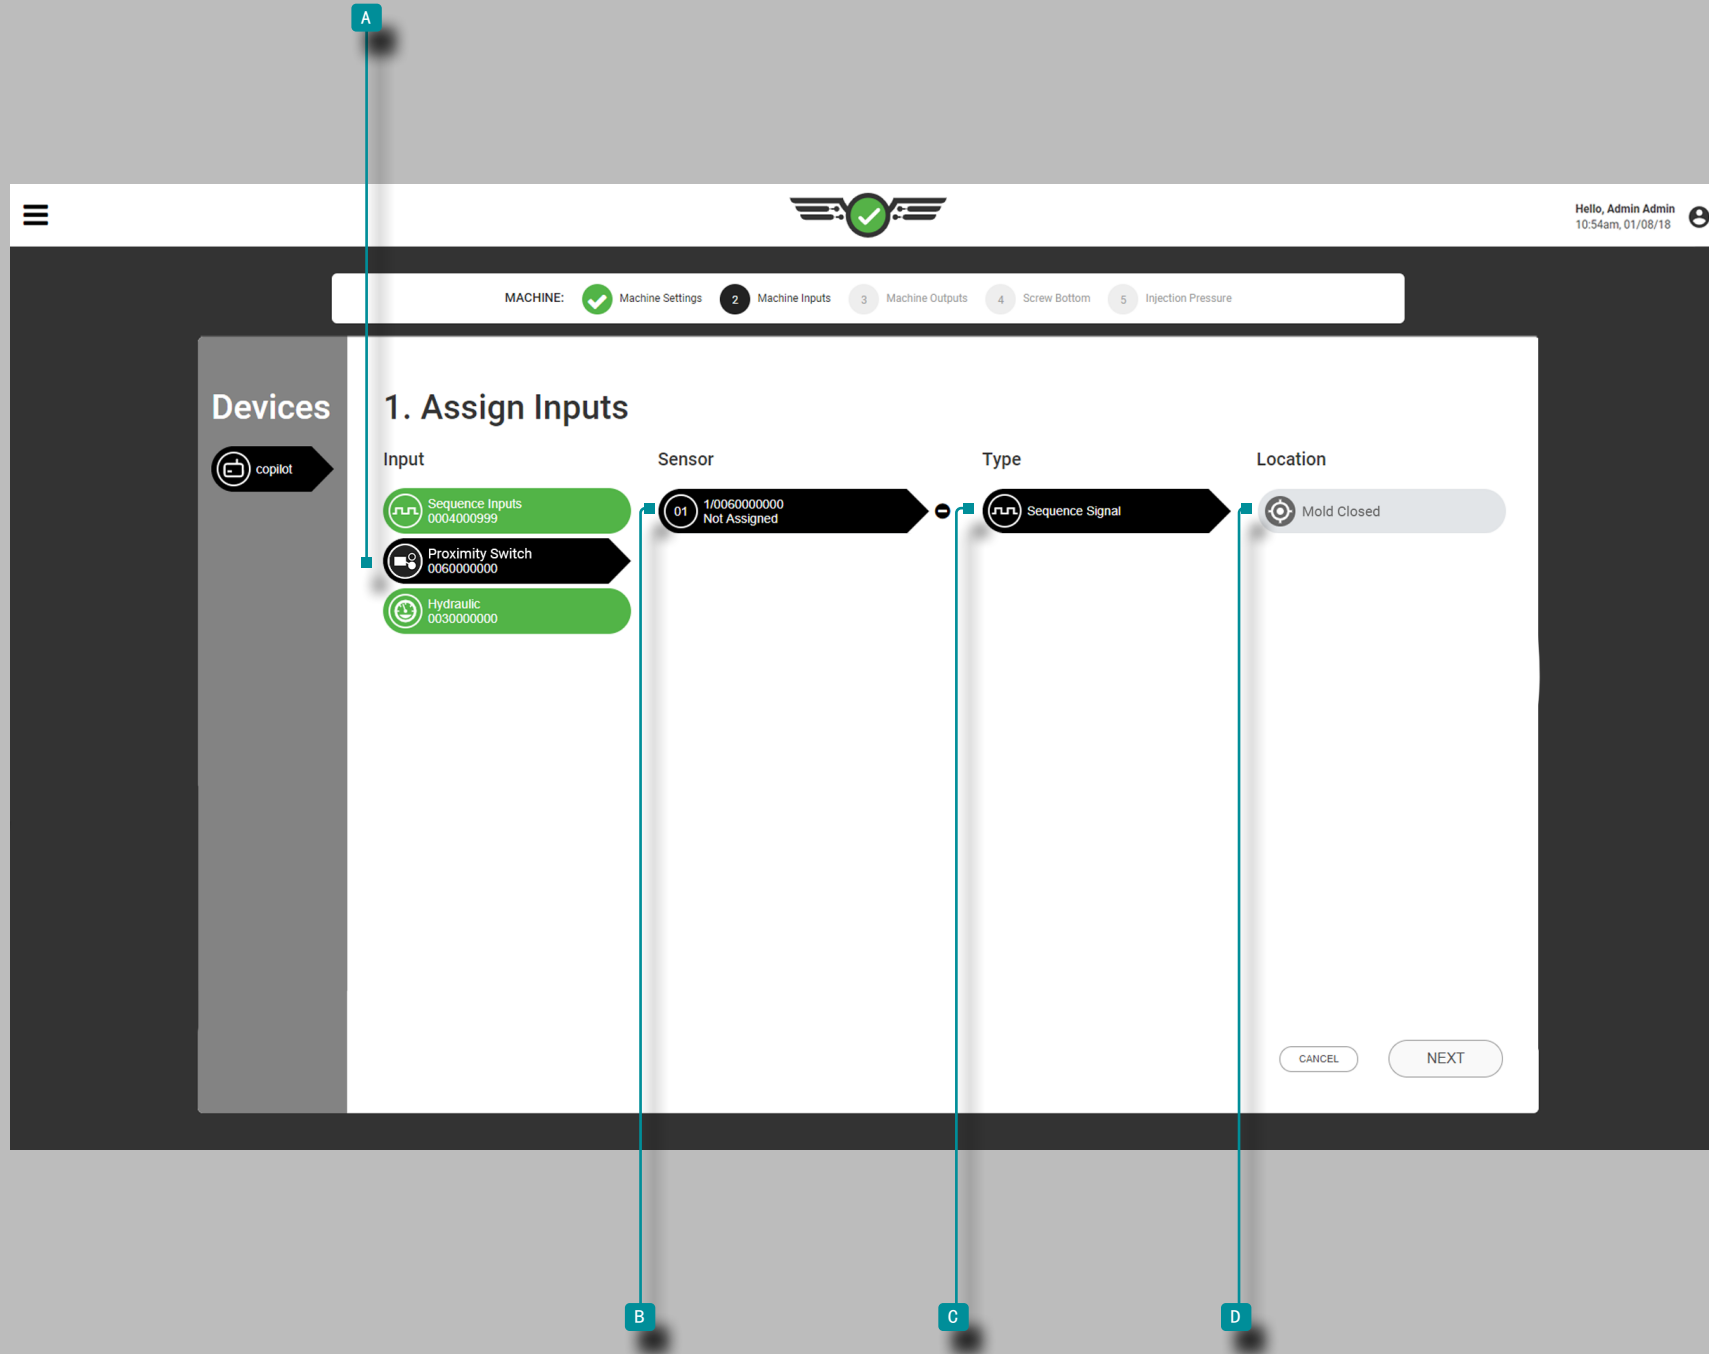 A
Hello, Admin Admin
10:54am, 01/08/18
MACHINE: Machine Settings 2 Machine Inputs 3 Machine Outputs 4 Screw Bottom 5 Injection Pressure
Devices
copilot
1. Assign Inputs
Input Sensor Type Location
Sequence Inputs
0004000999
01 1/0060000000
Not Assigned
Sequence Signal
Mold Closed
Proximity Switch
0060000000
Hydraulic
0030000000
CANCEL NEXT
B C D